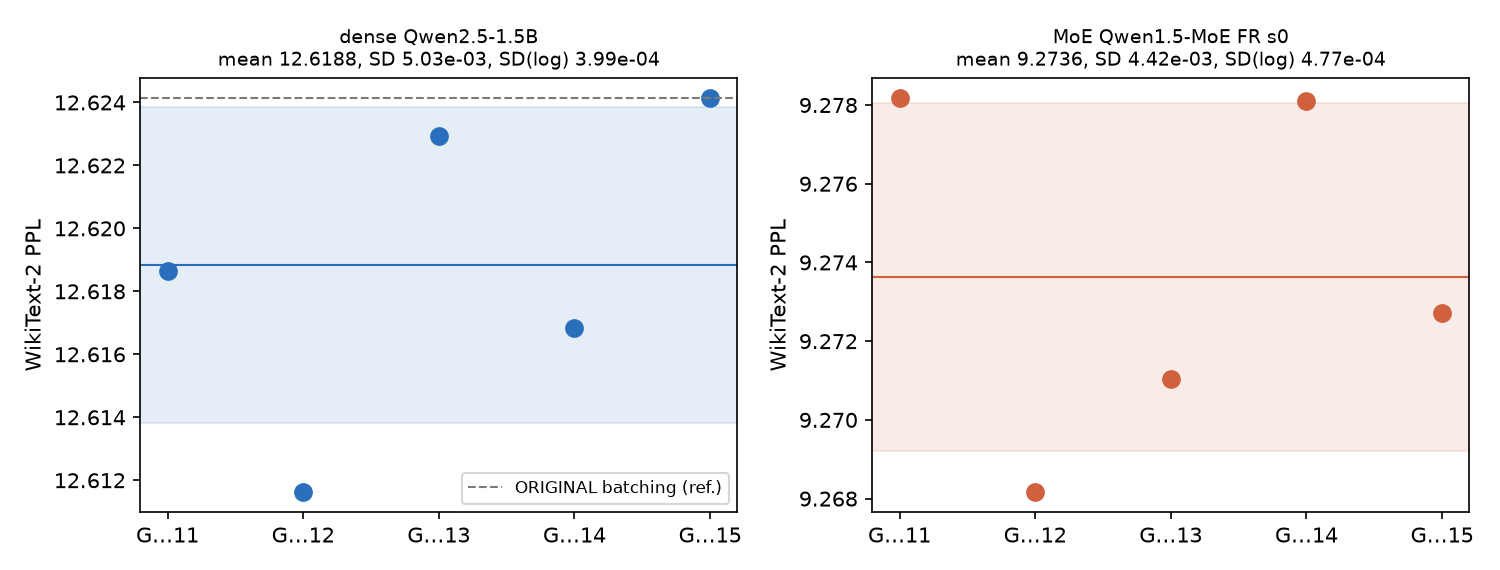 dense Qwen2.5-1.5B
mean 12.6188, SD 5.03e-03, SD(log) 3.99e-04
WikiText-2 PPL
12.624
12.622
12.620
12.618
12.616
12.614
12.612
ORIGINAL batching (ref.)
G...11
G...12
G...13
G...14
G...15
MoE Qwen1.5-MoE FR s0
mean 9.2736, SD 4.42e-03, SD(log) 4.77e-04
WikiText-2 PPL
9.278
9.276
9.274
9.272
9.270
9.268
G...11
G...12
G...13
G...14
G...15